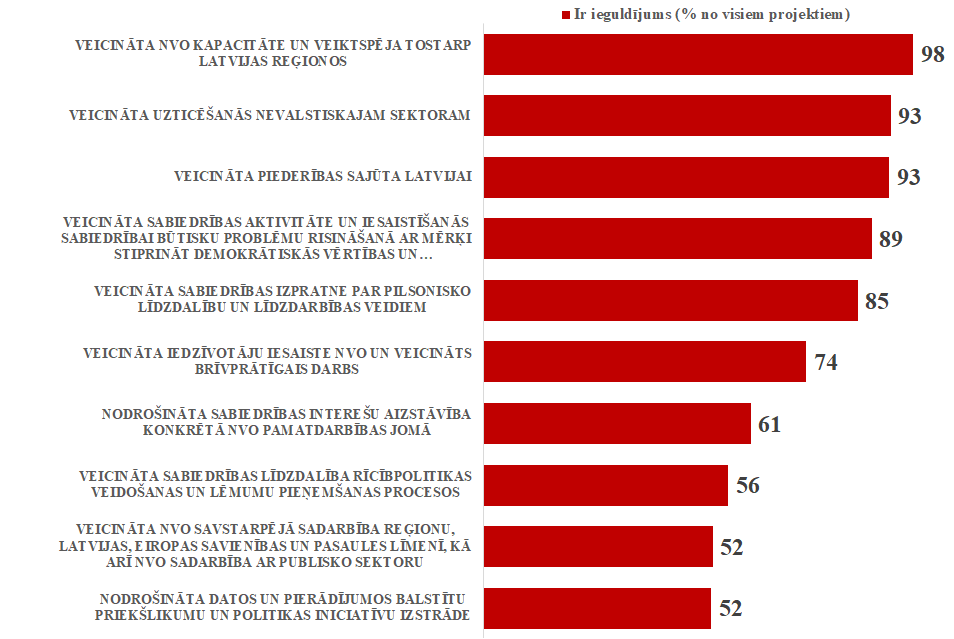 Ir ieguldījums (% no visiem projektiem)
VEICINĀTA NVO KAPACITĀTE UN VEIKTSPĒJA TOSTARP
LATVIJAS REĢIONOS
98
VEICINĀTA UZTICĒŠANĀS NEVALSTISKAJAM SEKTORAM
93
VEICINĀTA PIEDERĪBAS SAJŪTA LATVIJAI
93
VEICINĀTA SABIEDRĪBAS AKTIVITĀTE UN IESAISTĪŠANĀS
SABIEDRĪBAI BŪTISKU PROBLĒMU RISINĀŠANĀ AR MĒRĶI
STIPRINĀT DEMOKRĀTISKĀS VĒRTĪBAS UN…
89
VEICINĀTA SABIEDRĪBAS IZPRATNE PAR PILSONISKO
LĪDZDALĪBU UN LĪDZDARBĪBAS VEIDIEM
85
VEICINĀTA IEDZĪVOTĀJU IESAISTE NVO UN VEICINĀTS
BRĪVPRĀTĪGAIS DARBS
74
NODROŠINĀTA SABIEDRĪBAS INTEREŠU AIZSTĀVĪBA
KONKRĒTĀ NVO PAMATDARBĪBAS JOMĀ
61
VEICINĀTA SABIEDRĪBAS LĪDZDALĪBA RĪCĪBPOLITIKAS
VEIDOŠANAS UN LĒMUMU PIEŅEMŠANAS PROCESOS
56
VEICINĀTA NVO SAVSTARPĒJĀ SADARBĪBA REĢIONU,
LATVIJAS, EIROPAS SAVIENĪBAS UN PASAULES LĪMENĪ, KĀ
ARĪ NVO SADARBĪBA AR PUBLISKO SEKTORU
52
NODROŠINĀTA DATOS UN PIERĀDĪJUMOS BALSTĪTU
PRIEKŠLIKUMU UN POLITIKAS INICIATĪVU IZSTRĀDE
52